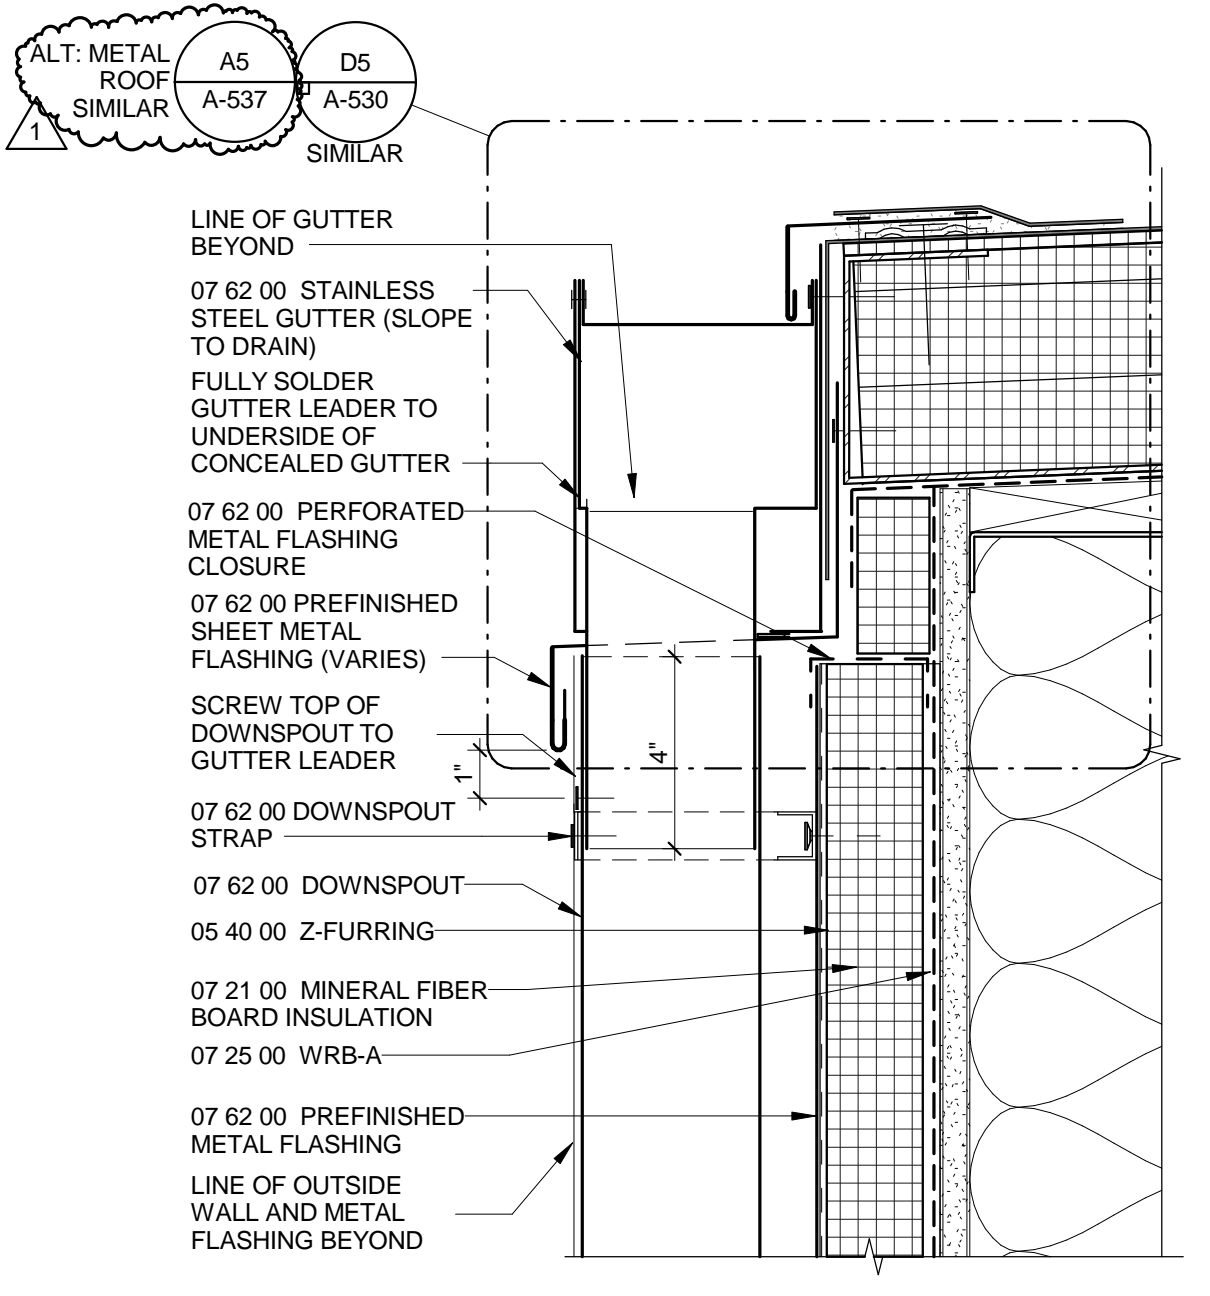 ALT: METAL
ROOF
SIMILAR
1
A5
A-537
D5
A-530
SIMILAR
LINE OF GUTTER
BEYOND
07 62 00 STAINLESS
STEEL GUTTER (SLOPE
TO DRAIN)
FULLY SOLDER
GUTTER LEADER TO
UNDERSIDE OF
CONCEALED GUTTER
07 62 00 PERFORATED
METAL FLASHING
CLOSURE
07 62 00 PREFINISHED
SHEET METAL
FLASHING (VARIES)
SCREW TOP OF
DOWNSPOUT TO
GUTTER LEADER
1"
4"
07 62 00 DOWNSPOUT
STRAP
07 62 00 DOWNSPOUT
05 40 00 Z-FURRING
07 21 00 MINERAL FIBER
BOARD INSULATION
07 25 00 WRB-A
07 62 00 PREFINISHED
METAL FLASHING
LINE OF OUTSIDE
WALL AND METAL
FLASHING BEYOND